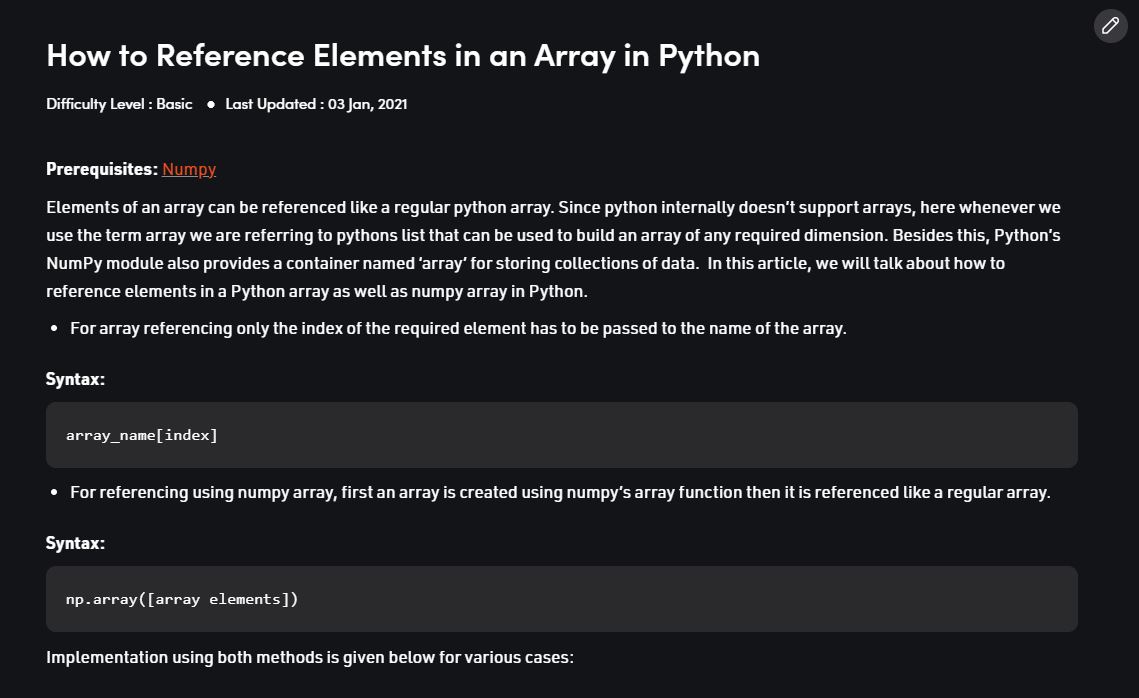 How to Reference Elements in an Array in Python
Difficulty Level : Basic ● Last Updated : 03 Jan, 2021
Prerequisites: Numpy
Elements of an array can be referenced like a regular python array. Since python internally doesn’t support arrays, here whenever we
use the term array we are referring to pythons list that can be used to build an array of any required dimension. Besides this, Python’s
NumPy module also provides a container named ‘array’ for storing collections of data.  In this article, we will talk about how to
reference elements in a Python array as well as numpy array in Python.
• For array referencing only the index of the required element has to be passed to the name of the array.
Syntax:
array_name[index]
• For referencing using numpy array, first an array is created using numpy’s array function then it is referenced like a regular array.
Syntax:
np.array([array elements])
Implementation using both methods is given below for various cases: